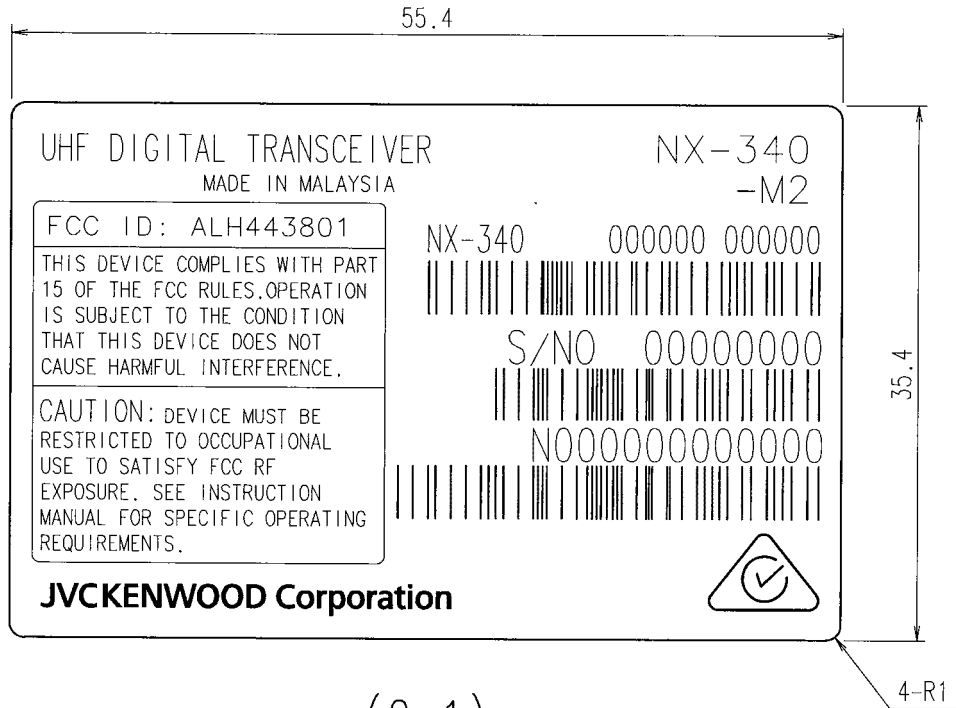 55.4
UHF DIGITAL TRANSCEIVER
NX-340
MADE IN MALAYSIA
-M2
FCC ID: ALH443801
THIS DEVICE COMPLIES WITH PART
15 OF THE FCC RULES.OPERATION
IS SUBJECT TO THE CONDITION
THAT THIS DEVICE DOES NOT
CAUSE HARMFUL INTERFERENCE.
CAUTION: DEVICE MUST BE
RESTRICTED TO OCCUPATIONAL
USE TO SATISFY FCC RF
EXPOSURE. SEE INSTRUCTION
MANUAL FOR SPECIFIC OPERATING
REQUIREMENTS.
NX-340 000000 000000
S/NO 00000000
N000000000000
JVCKENWOOD Corporation
35.4
4-R1